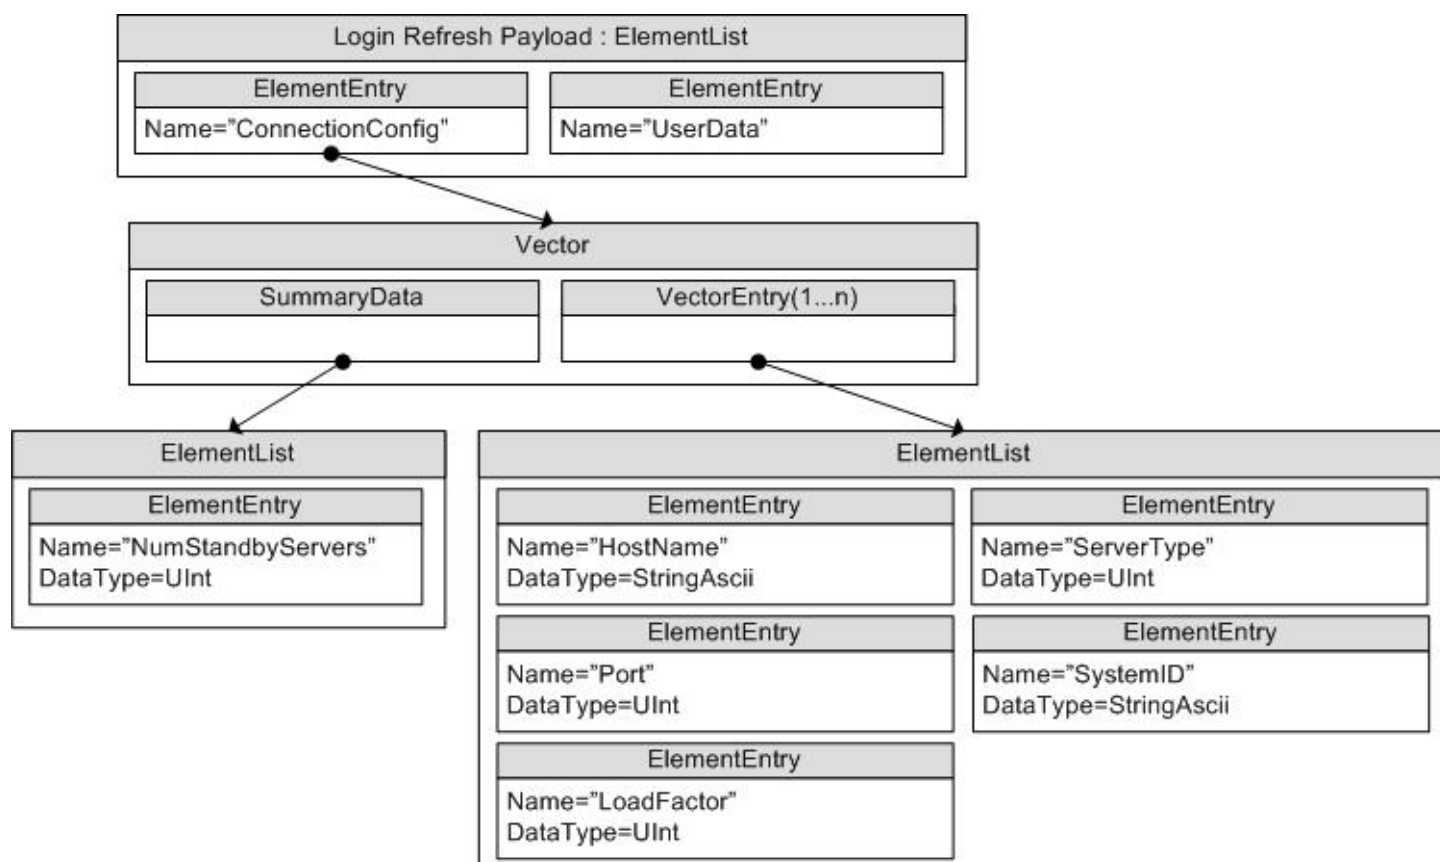 Login Refresh Payload : ElementList
ElementEntry
Name=”ConnectionConfig”
ElementEntry
Name=”UserData”
Vector
SummaryData
VectorEntry(1...n)
ElementList
ElementEntry
Name=”NumStandbyServers”
DataType=UInt
ElementList
ElementEntry
Name=”HostName”
DataType=StringAscii
ElementEntry
Name=”ServerType”
DataType=UInt
ElementEntry
Name=”Port”
DataType=UInt
ElementEntry
Name=”SystemID”
DataType=StringAscii
ElementEntry
Name=”LoadFactor”
DataType=UInt